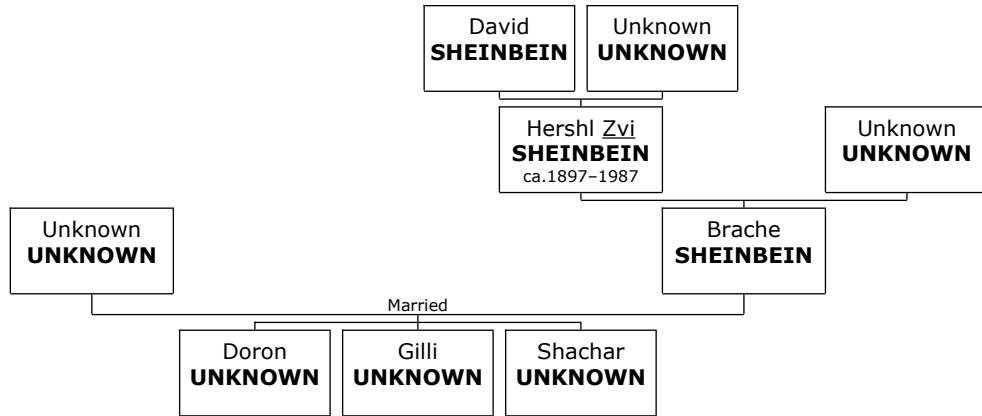 David
SHEINBEIN
Unknown
UNKNOWN
Hershl Zvi
SHEINBEIN
ca.1897–1987
Unknown
UNKNOWN
Unknown
UNKNOWN
Brache
SHEINBEIN
Married
Doron
UNKNOWN
Gilli
UNKNOWN
Shachar
UNKNOWN